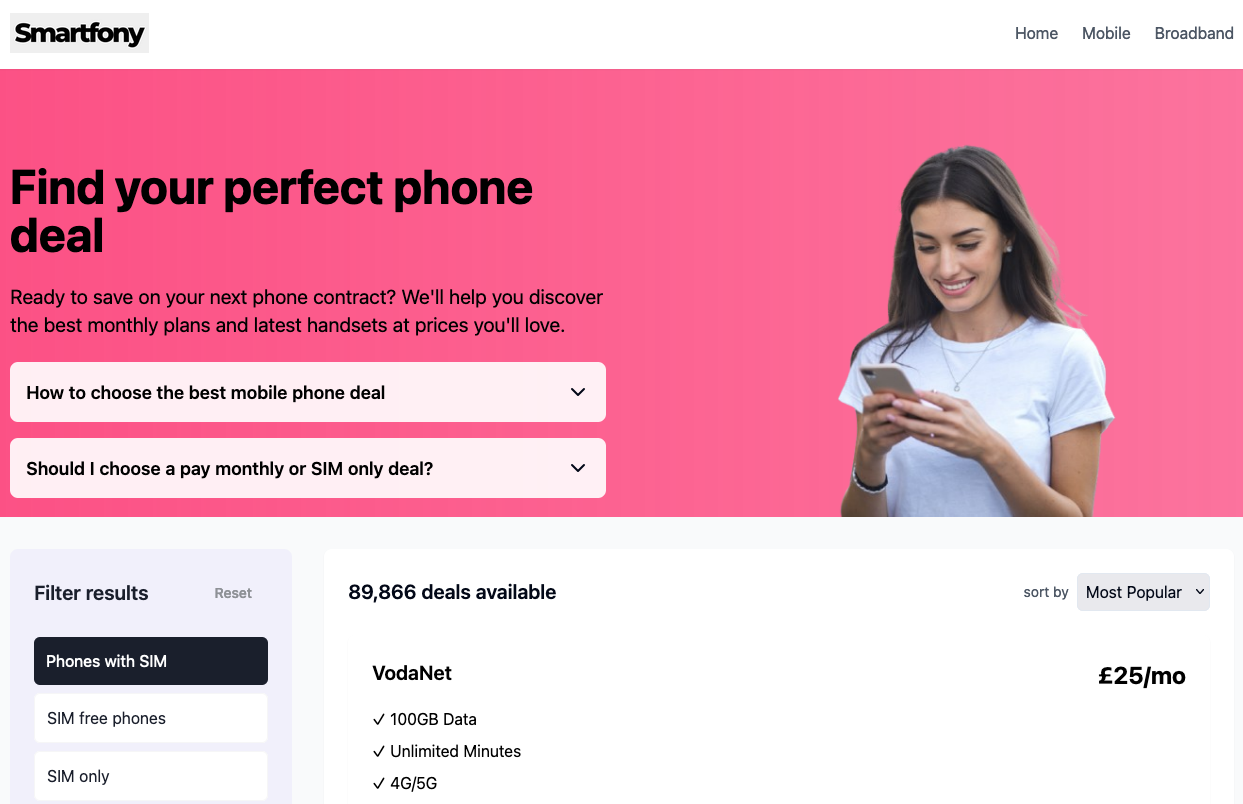 Smartfony
Home Mobile Broadband
Find your perfect phone
deal
Ready to save on your next phone contract? We'll help you discover
the best monthly plans and latest handsets at prices you'll love.
How to choose the best mobile phone deal
Should I choose a pay monthly or SIM only deal?
Filter results Reset
Phones with SIM
SIM free phones
SIM only
89,866 deals available
sort by Most Popular
VodaNet £25/mo
✓ 100GB Data
✓ Unlimited Minutes
✓ 4G/5G